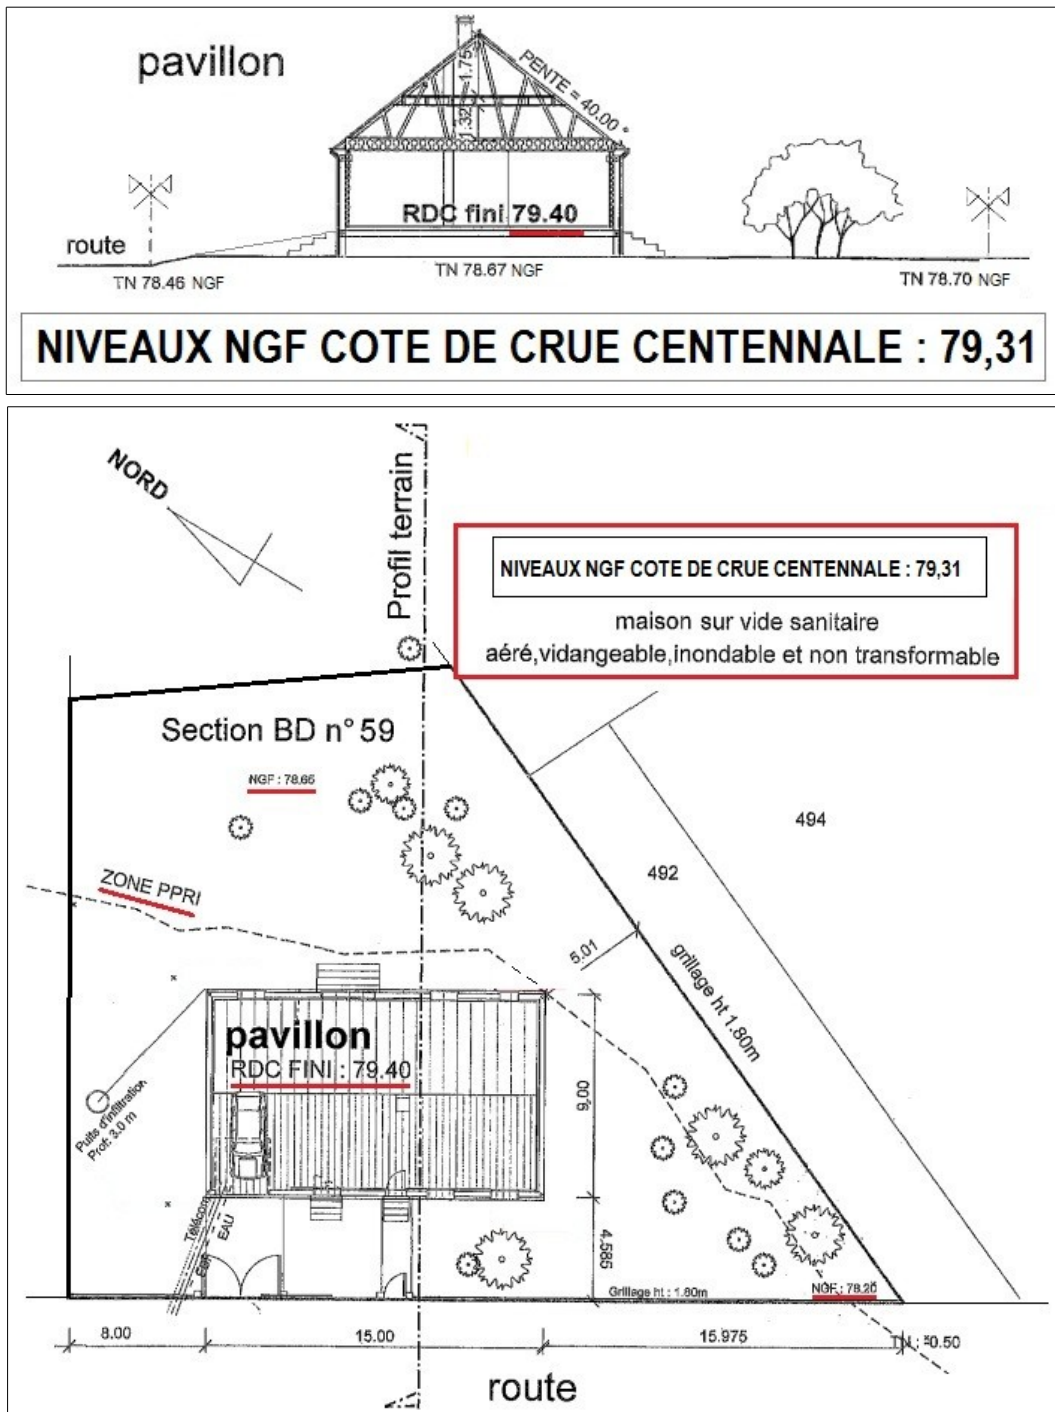 pavillon
1.75
1.32
PENTE = 40.00 °
RDC fini 79.40
route
TN 78.46 NGF
TN 78.67 NGF
TN 78.70 NGF
NIVEAUX NGF COTE DE CRUE CENTENNALE : 79,31
NORD
Profil terrain
NIVEAUX NGF COTE DE CRUE CENTENNALE : 79,31
maison sur vide sanitaire
aéré,vidangeable,inondable et non transformable
Section BD n° 59
NGF : 78.65
494
492
ZONE PPRI
5.01
grillage ht 1.80m
pavillon
RDC FINI : 79.40
9.00
Puits d'infiltration
Prof: 3.0 m
Télécom
EAU
EDF
4.585
Grillage ht : 1.80m
NGF : 78.20
8.00
15.00
15.975
TN : -0.50
route